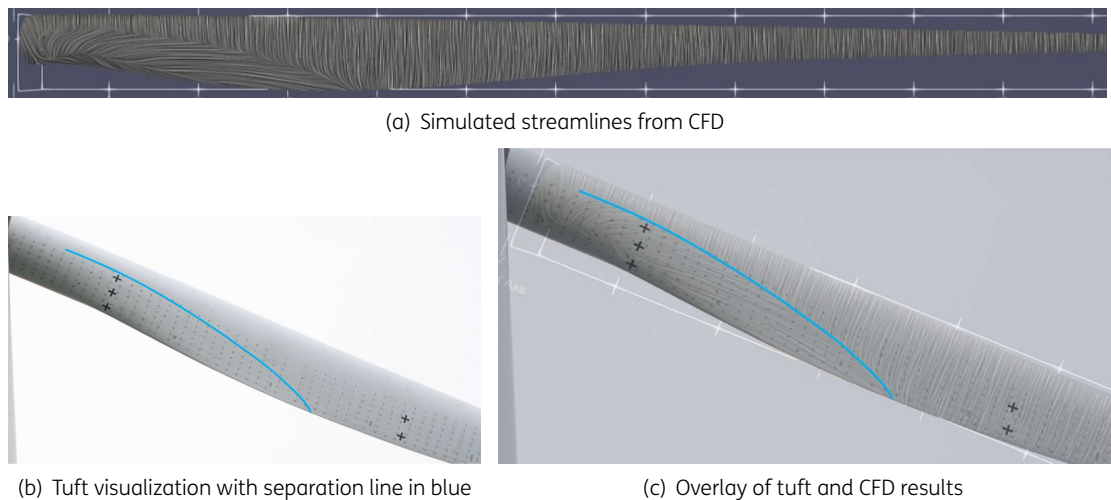 (a) Simulated streamlines from CFD
(b) Tuft visualization with separation line in blue
(c) Overlay of tuft and CFD results